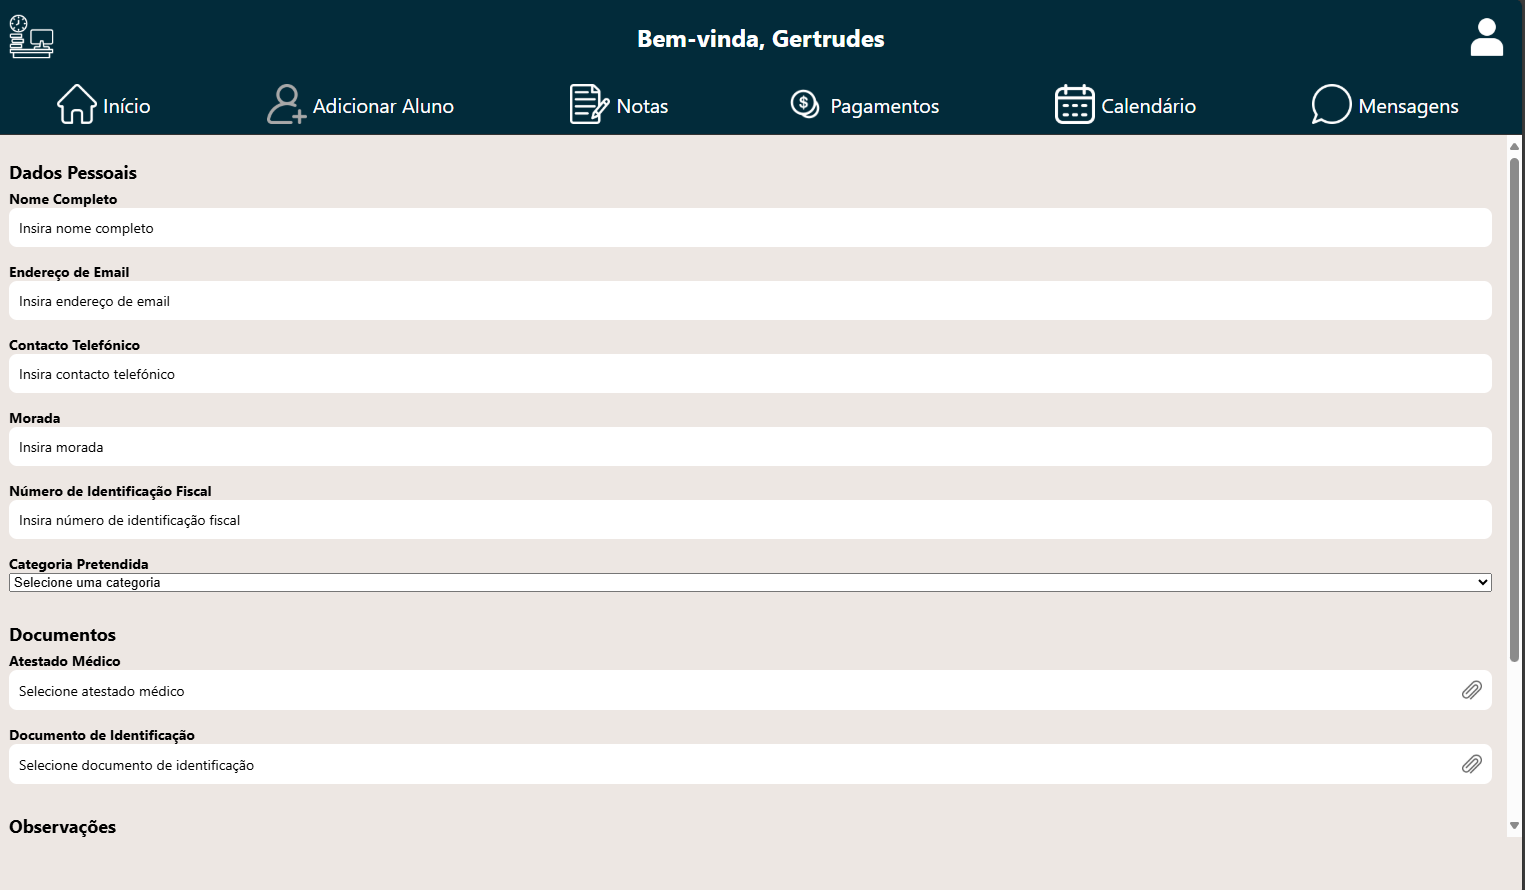 Bem-vinda, Gertrudes
Início Adicionar Aluno Notas Pagamentos Calendário Mensagens
Dados Pessoais
Nome Completo
Insira nome completo
Endereço de Email
Insira endereço de email
Contacto Telefónico
Insira contacto telefónico
Morada
Insira morada
Número de Identificação Fiscal
Insira número de identificação fiscal
Categoria Pretendida
Selecione uma categoria
Documentos
Atestado Médico
Selecione atestado médico
Documento de Identificação
Selecione documento de identificação
Observações